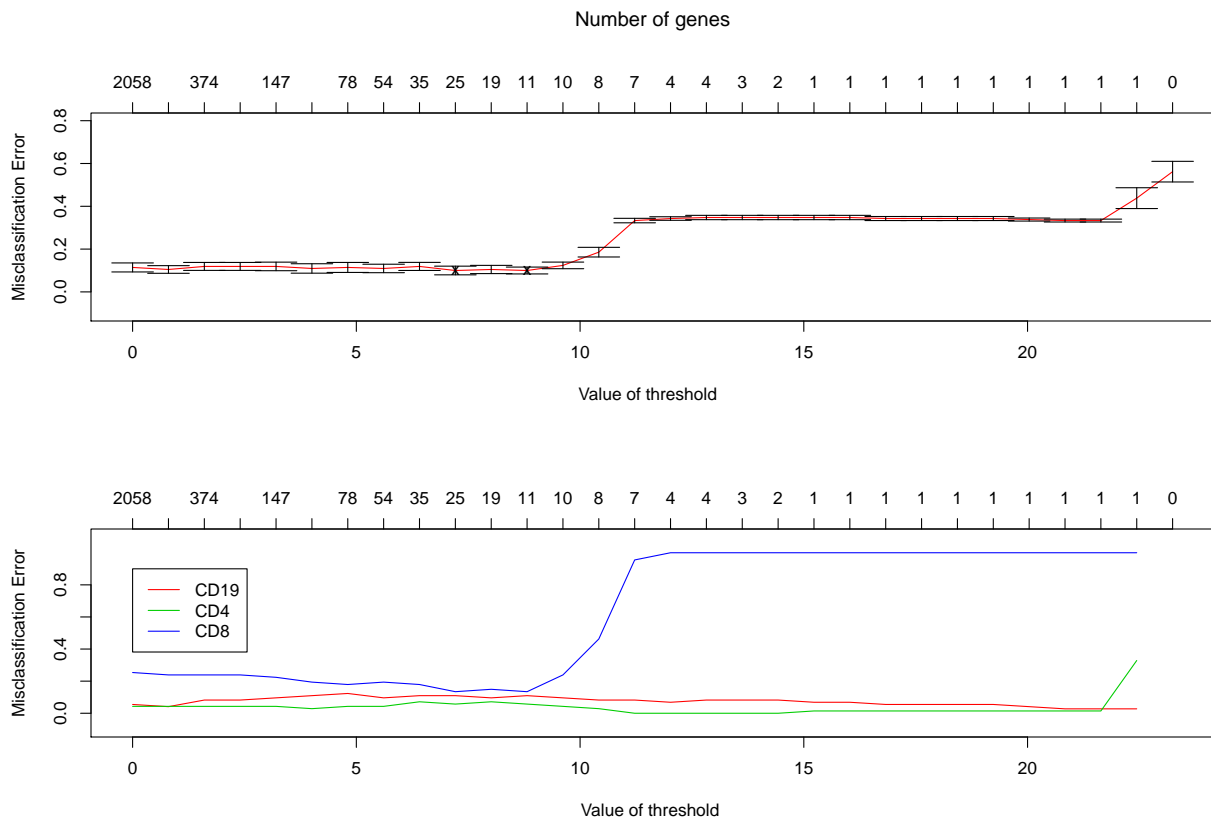 Number of genes
2058 374 147 78 54 35 25 19 11 10 8 7 4 4 3 2 1 1 1 1 1 1 1 1 1 1 0
Misclassification Error
0.8
0.6
0.4
0.2
0.0
0 5 10 15 20
Value of threshold
2058 374 147 78 54 35 25 19 11 10 8 7 4 4 3 2 1 1 1 1 1 1 1 1 1 1 0
Misclassification Error
0.8
0.4
0.0
CD19
CD4
CD8
0 5 10 15 20
Value of threshold